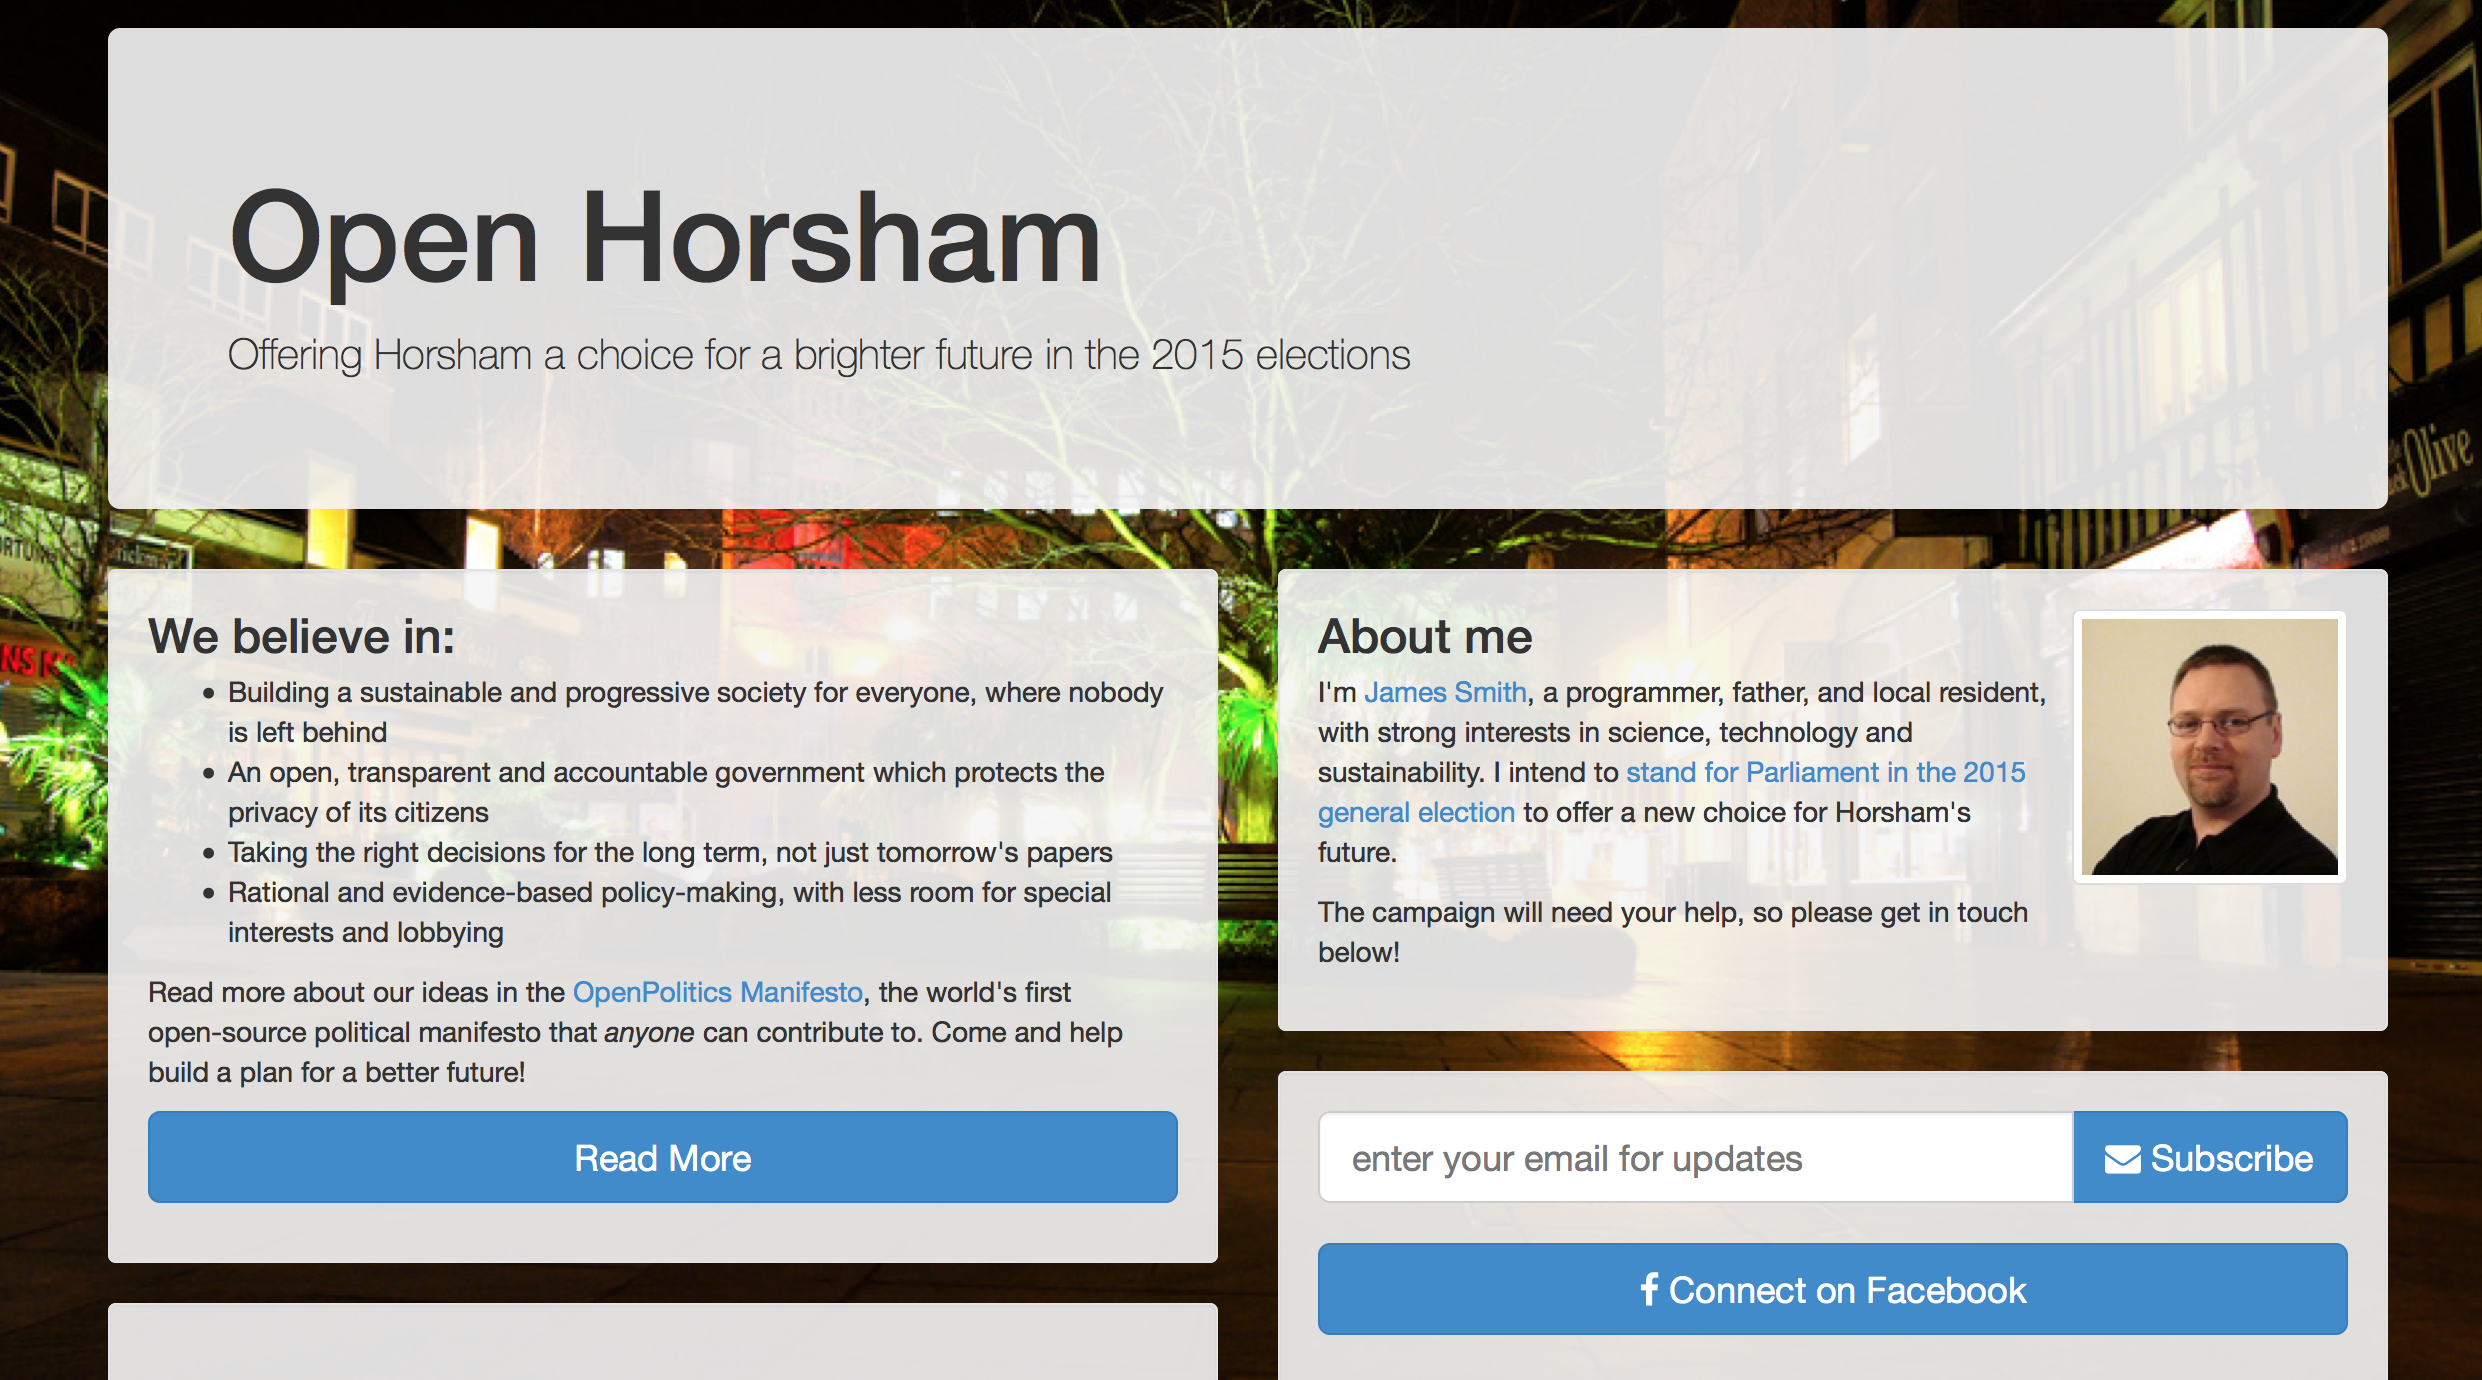 Open Horsham
Offering Horsham a choice for a brighter future in the 2015 elections
Olive
We believe in:
Building a sustainable and progressive society for everyone, where nobody
is left behind
An open, transparent and accountable government which protects the
privacy of its citizens
Taking the right decisions for the long term, not just tomorrow's papers
Rational and evidence-based policy-making, with less room for special
interests and lobbying
Read more about our ideas in the OpenPolitics Manifesto, the world's first
open-source political manifesto that anyone can contribute to. Come and help
build a plan for a better future!
Read More
About me
I'm James Smith, a programmer, father, and local resident,
with strong interests in science, technology and
sustainability. I intend to stand for Parliament in the 2015
general election to offer a new choice for Horsham's
future.
The campaign will need your help, so please get in touch
below!
enter your email for updates
Subscribe
Connect on Facebook